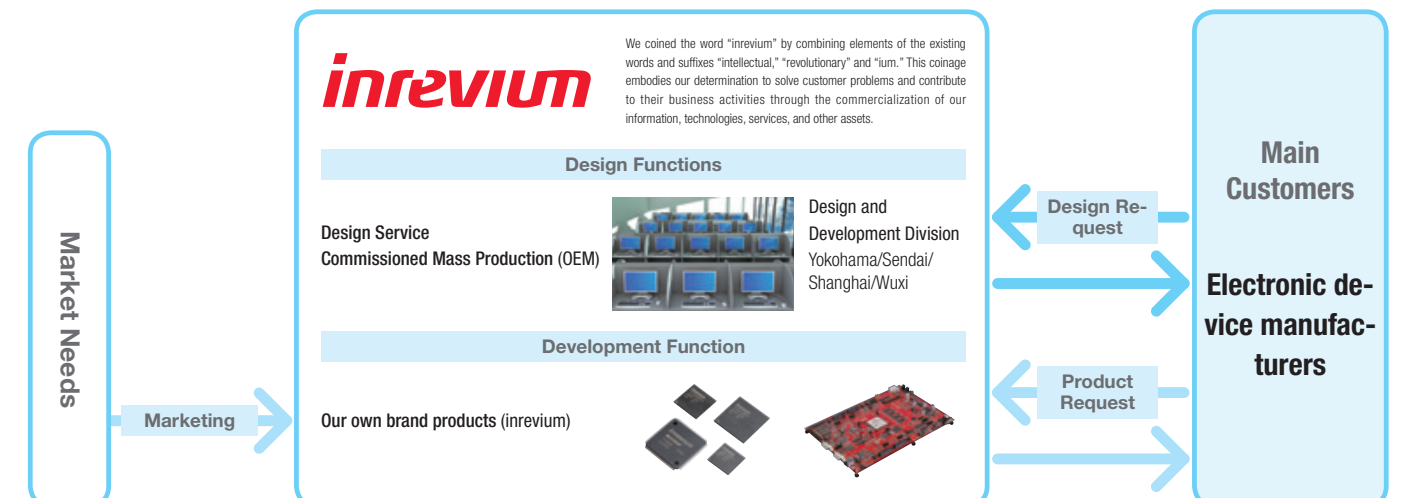 Market Needs
Marketing
inrevium
We coined the word “inrevium” by combining elements of the existing
words and suffixes “intellectual,” “revolutionary” and “ium.” This coinage
embodies our determination to solve customer problems and contribute
to their business activities through the commercialization of our
information, technologies, services, and other assets.
Design Functions
Design Service
Commissioned Mass Production (OEM)
Design and
Development Division
Yokohama/Sendai/
Shanghai/Wuxi
Development Function
Our own brand products (inrevium)
Design Re-
quest
Product
Request
Main
Customers
Electronic de-
vice manufac-
turers